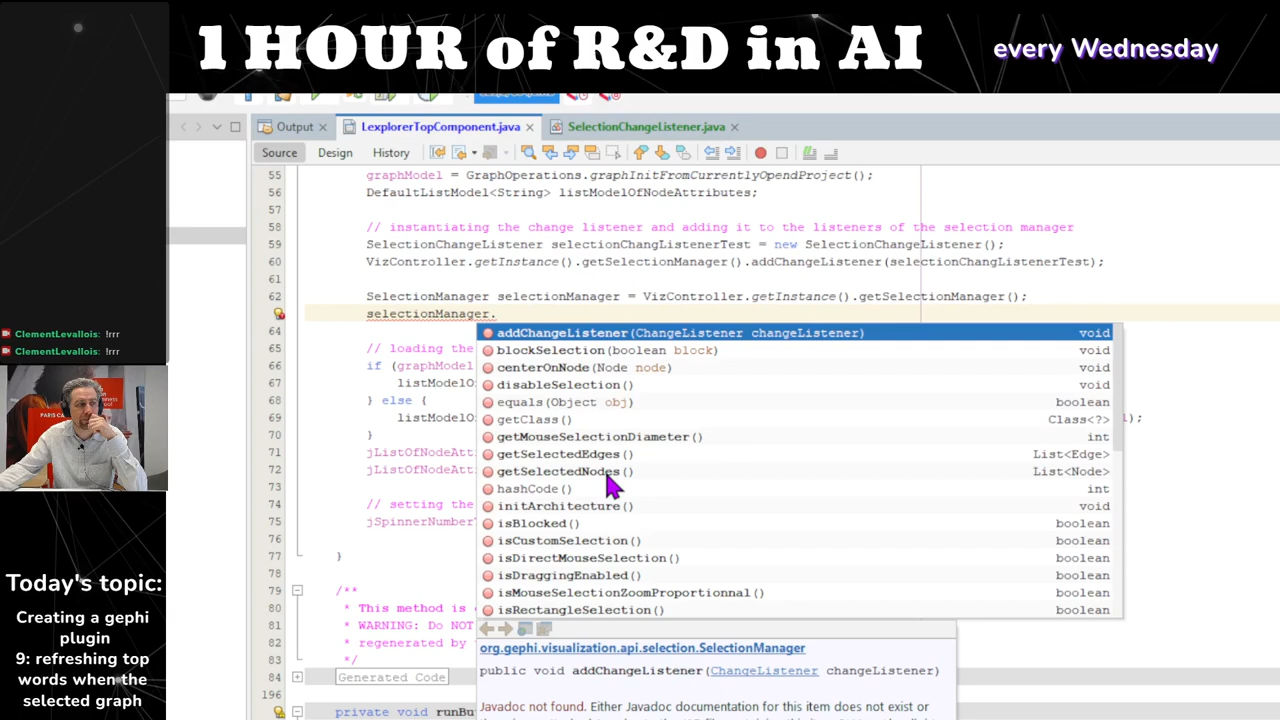 1 HOUR of R&D in AI
every Wednesday
Output
LexplorerTopComponent.java
SelectionChangeListener.java
Source
Design
History
55 graphModel = GraphOperations.graphInitFromCurrentlyOpendProject();
56 DefaultListModel<String> listModelOfNodeAttributes;
57
58 // instantiating the change listener and adding it to the listeners of the selection manager
59 SelectionChangeListener selectionChangListenerTest = new SelectionChangeListener();
60 VizController.getInstance().getSelectionManager().addChangeListener(selectionChangListenerTest);
61
62 SelectionManager selectionManager = VizController.getInstance().getSelectionManager();
selectionManager.
64
65 // loading the
66 if (graphModel
67 listModelO
68 } else {
69 listModelO
);
70 }
71 jListOfNodeAtt
72 jListOfNodeAtt
73
74 // setting the
75 jSpinnerNumber
76
77 }
78
79 /**
80 * This method is
81 * WARNING: Do NOT
82 * regenerated by
83 */
84 Generated Code
196
private void runBu
addChangeListener(ChangeListener changeListener) void
blockSelection(boolean block) void
centerOnNode(Node node) void
disableSelection() void
equals(Object obj) boolean
getClass() Class<?>
getMouseSelectionDiameter() int
getSelectedEdges() List<Edge>
getSelectedNodes() List<Node>
hashCode() int
initArchitecture() void
isBlocked() boolean
isCustomSelection() boolean
isDirectMouseSelection() boolean
isDraggingEnabled() boolean
isMouseSelectionZoomProportionnal() boolean
isRectangleSelection() boolean
org.gephi.visualization.api.selection.SelectionManager
public void addChangeListener(ChangeListener changeListener)
Javadoc not found. Either Javadoc documentation for this item does not exist or
ClementLevallois: !rrr
ClementLevallois: !rrr
PARIS CA
Today's topic:
Creating a gephi
plugin
9: refreshing top
words when the
selected graph